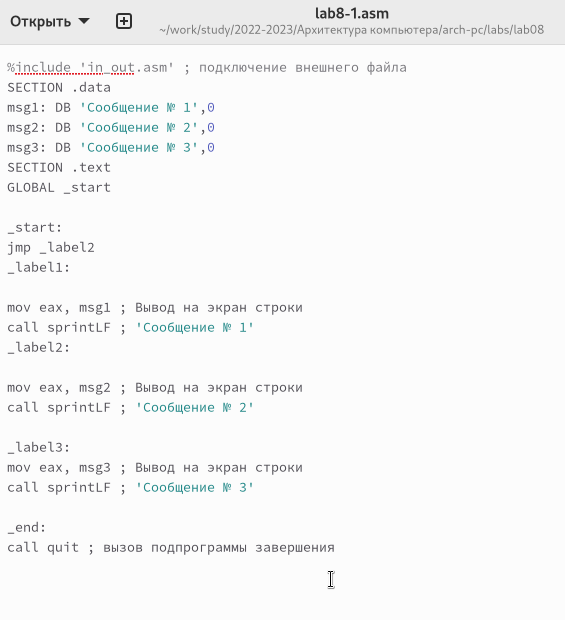 Открыть
lab8-1.asm
~/work/study/2022-2023/Архитектура компьютера/arch-pc/labs/lab08
%include 'in_out.asm' ; подключение внешнего файла
SECTION .data
msg1: DB 'Сообщение № 1',0
msg2: DB 'Сообщение № 2',0
msg3: DB 'Сообщение № 3',0
SECTION .text
GLOBAL _start
_start:
jmp _label2
_label1:
mov eax, msg1 ; Вывод на экран строки
call sprintLF ; 'Сообщение № 1'
_label2:
mov eax, msg2 ; Вывод на экран строки
call sprintLF ; 'Сообщение № 2'
_label3:
mov eax, msg3 ; Вывод на экран строки
call sprintLF ; 'Сообщение № 3'
_end:
call quit ; вызов подпрограммы завершения